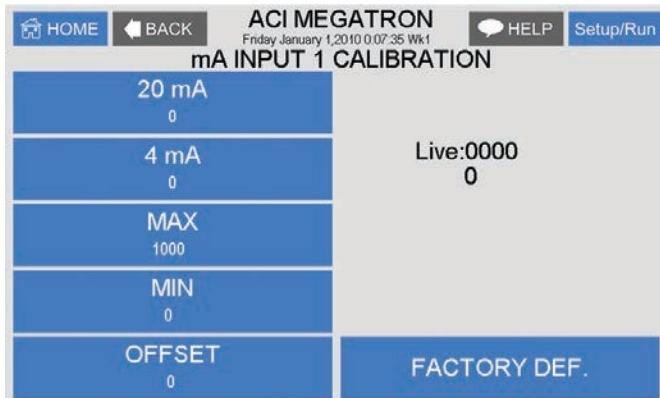 HOME
BACK
ACI MEGATRON
Friday January 1,2010 0:07:35 Wk1
HELP
Setup/Run
mA INPUT 1 CALIBRATION
20 mA
0
4 mA
0
MAX
1000
MIN
0
OFFSET
0
Live:0000
0
FACTORY DEF.